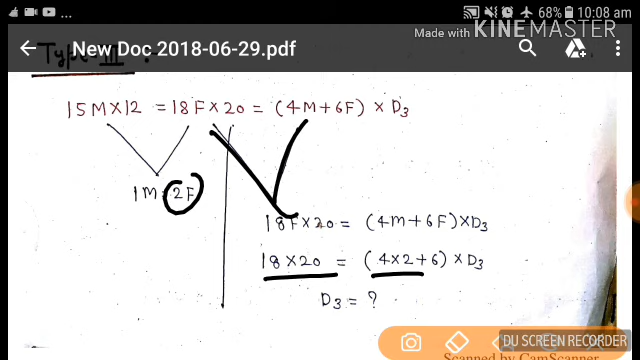 68% 10:08 am
Made with KINEMASTER
New Doc 2018-06-29.pdf
Type-III :
15M×12 = 18F×20 = (4M+6F) × D3
1M 2F
18F×20 = (4M+6F)×D3
18×20 = (4×2+6) × D3
D3 = ?
DU SCREEN RECORDER
Scanned by CamScanner